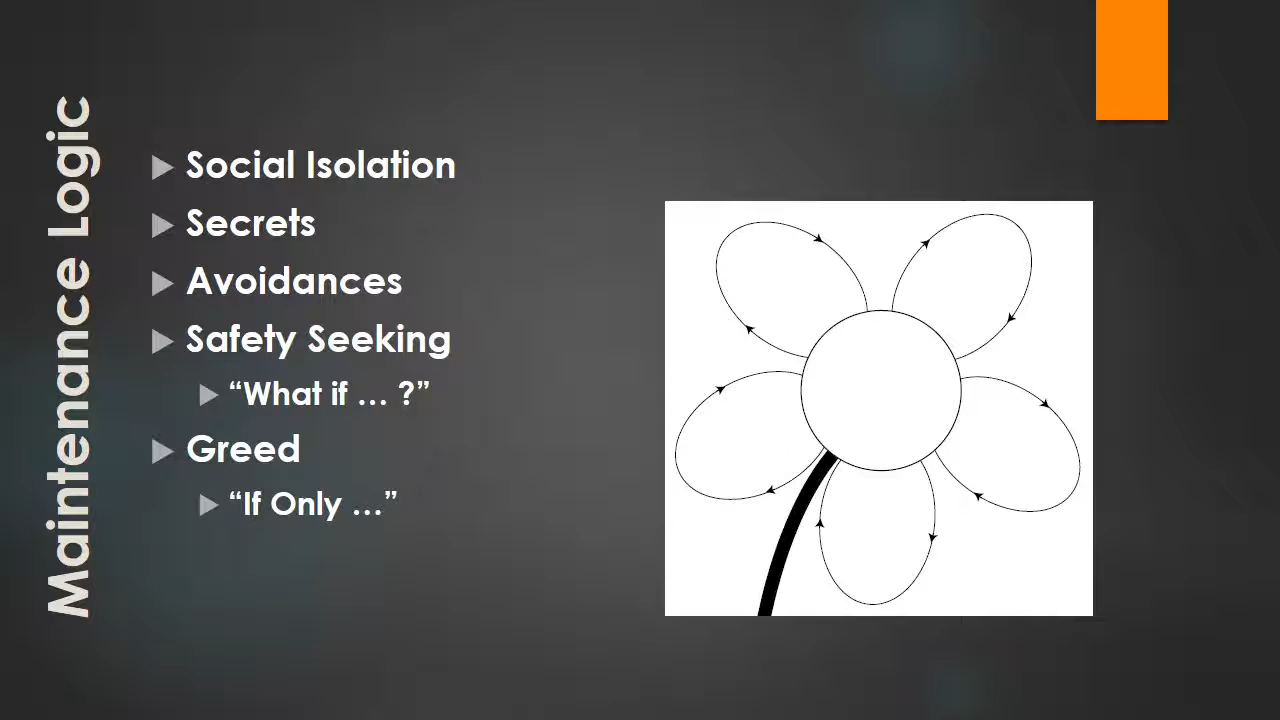 Maintenance Logic
Social Isolation
Secrets
Avoidances
Safety Seeking
“What if … ?”
Greed
“If Only …”